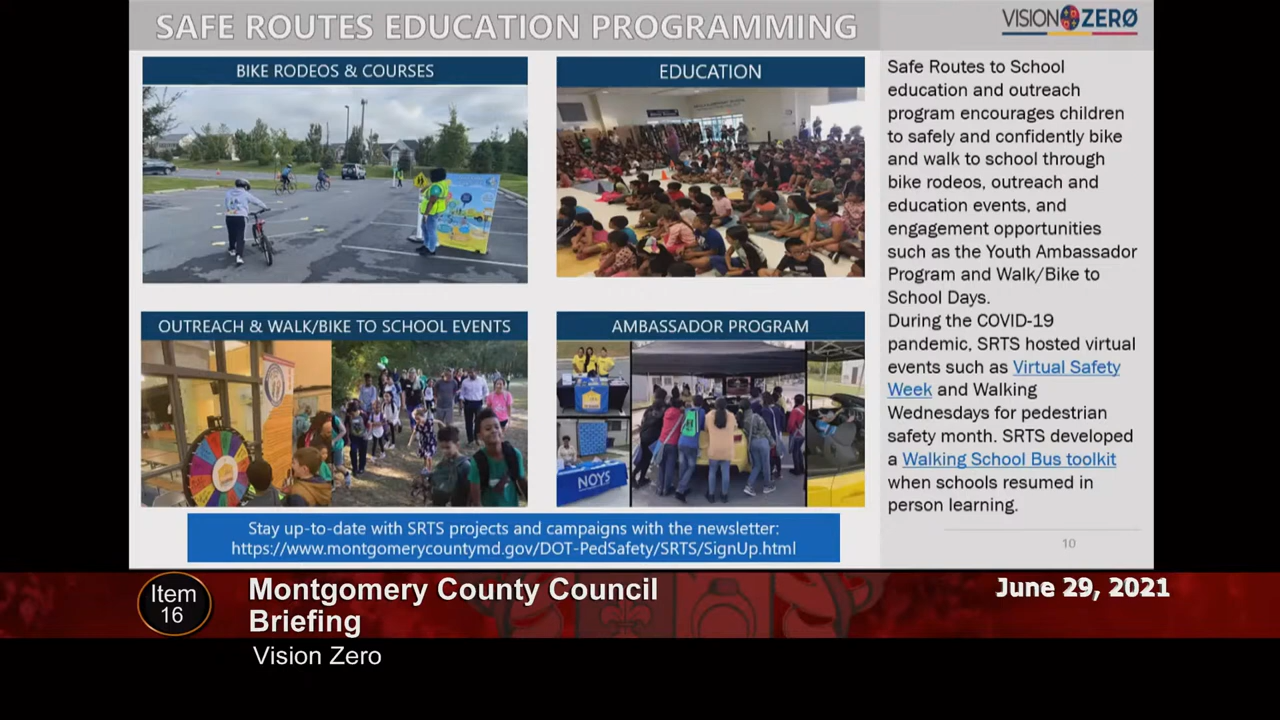 SAFE ROUTES EDUCATION PROGRAMMING
VISION ZERO
BIKE RODEOS & COURSES
EDUCATION
OUTREACH & WALK/BIKE TO SCHOOL EVENTS
AMBASSADOR PROGRAM
NOYS
Stay up-to-date with SRTS projects and campaigns with the newsletter:
https://www.montgomerycountymd.gov/DOT-PedSafety/SRTS/SignUp.html
Safe Routes to School
education and outreach
program encourages children
to safely and confidently bike
and walk to school through
bike rodeos, outreach and
education events, and
engagement opportunities
such as the Youth Ambassador
Program and Walk/Bike to
School Days.
During the COVID-19
pandemic, SRTS hosted virtual
events such as Virtual Safety
Week and Walking
Wednesdays for pedestrian
safety month. SRTS developed
a Walking School Bus toolkit
when schools resumed in
person learning.
10
Item
16
Montgomery County Council
Briefing
June 29, 2021
Vision Zero